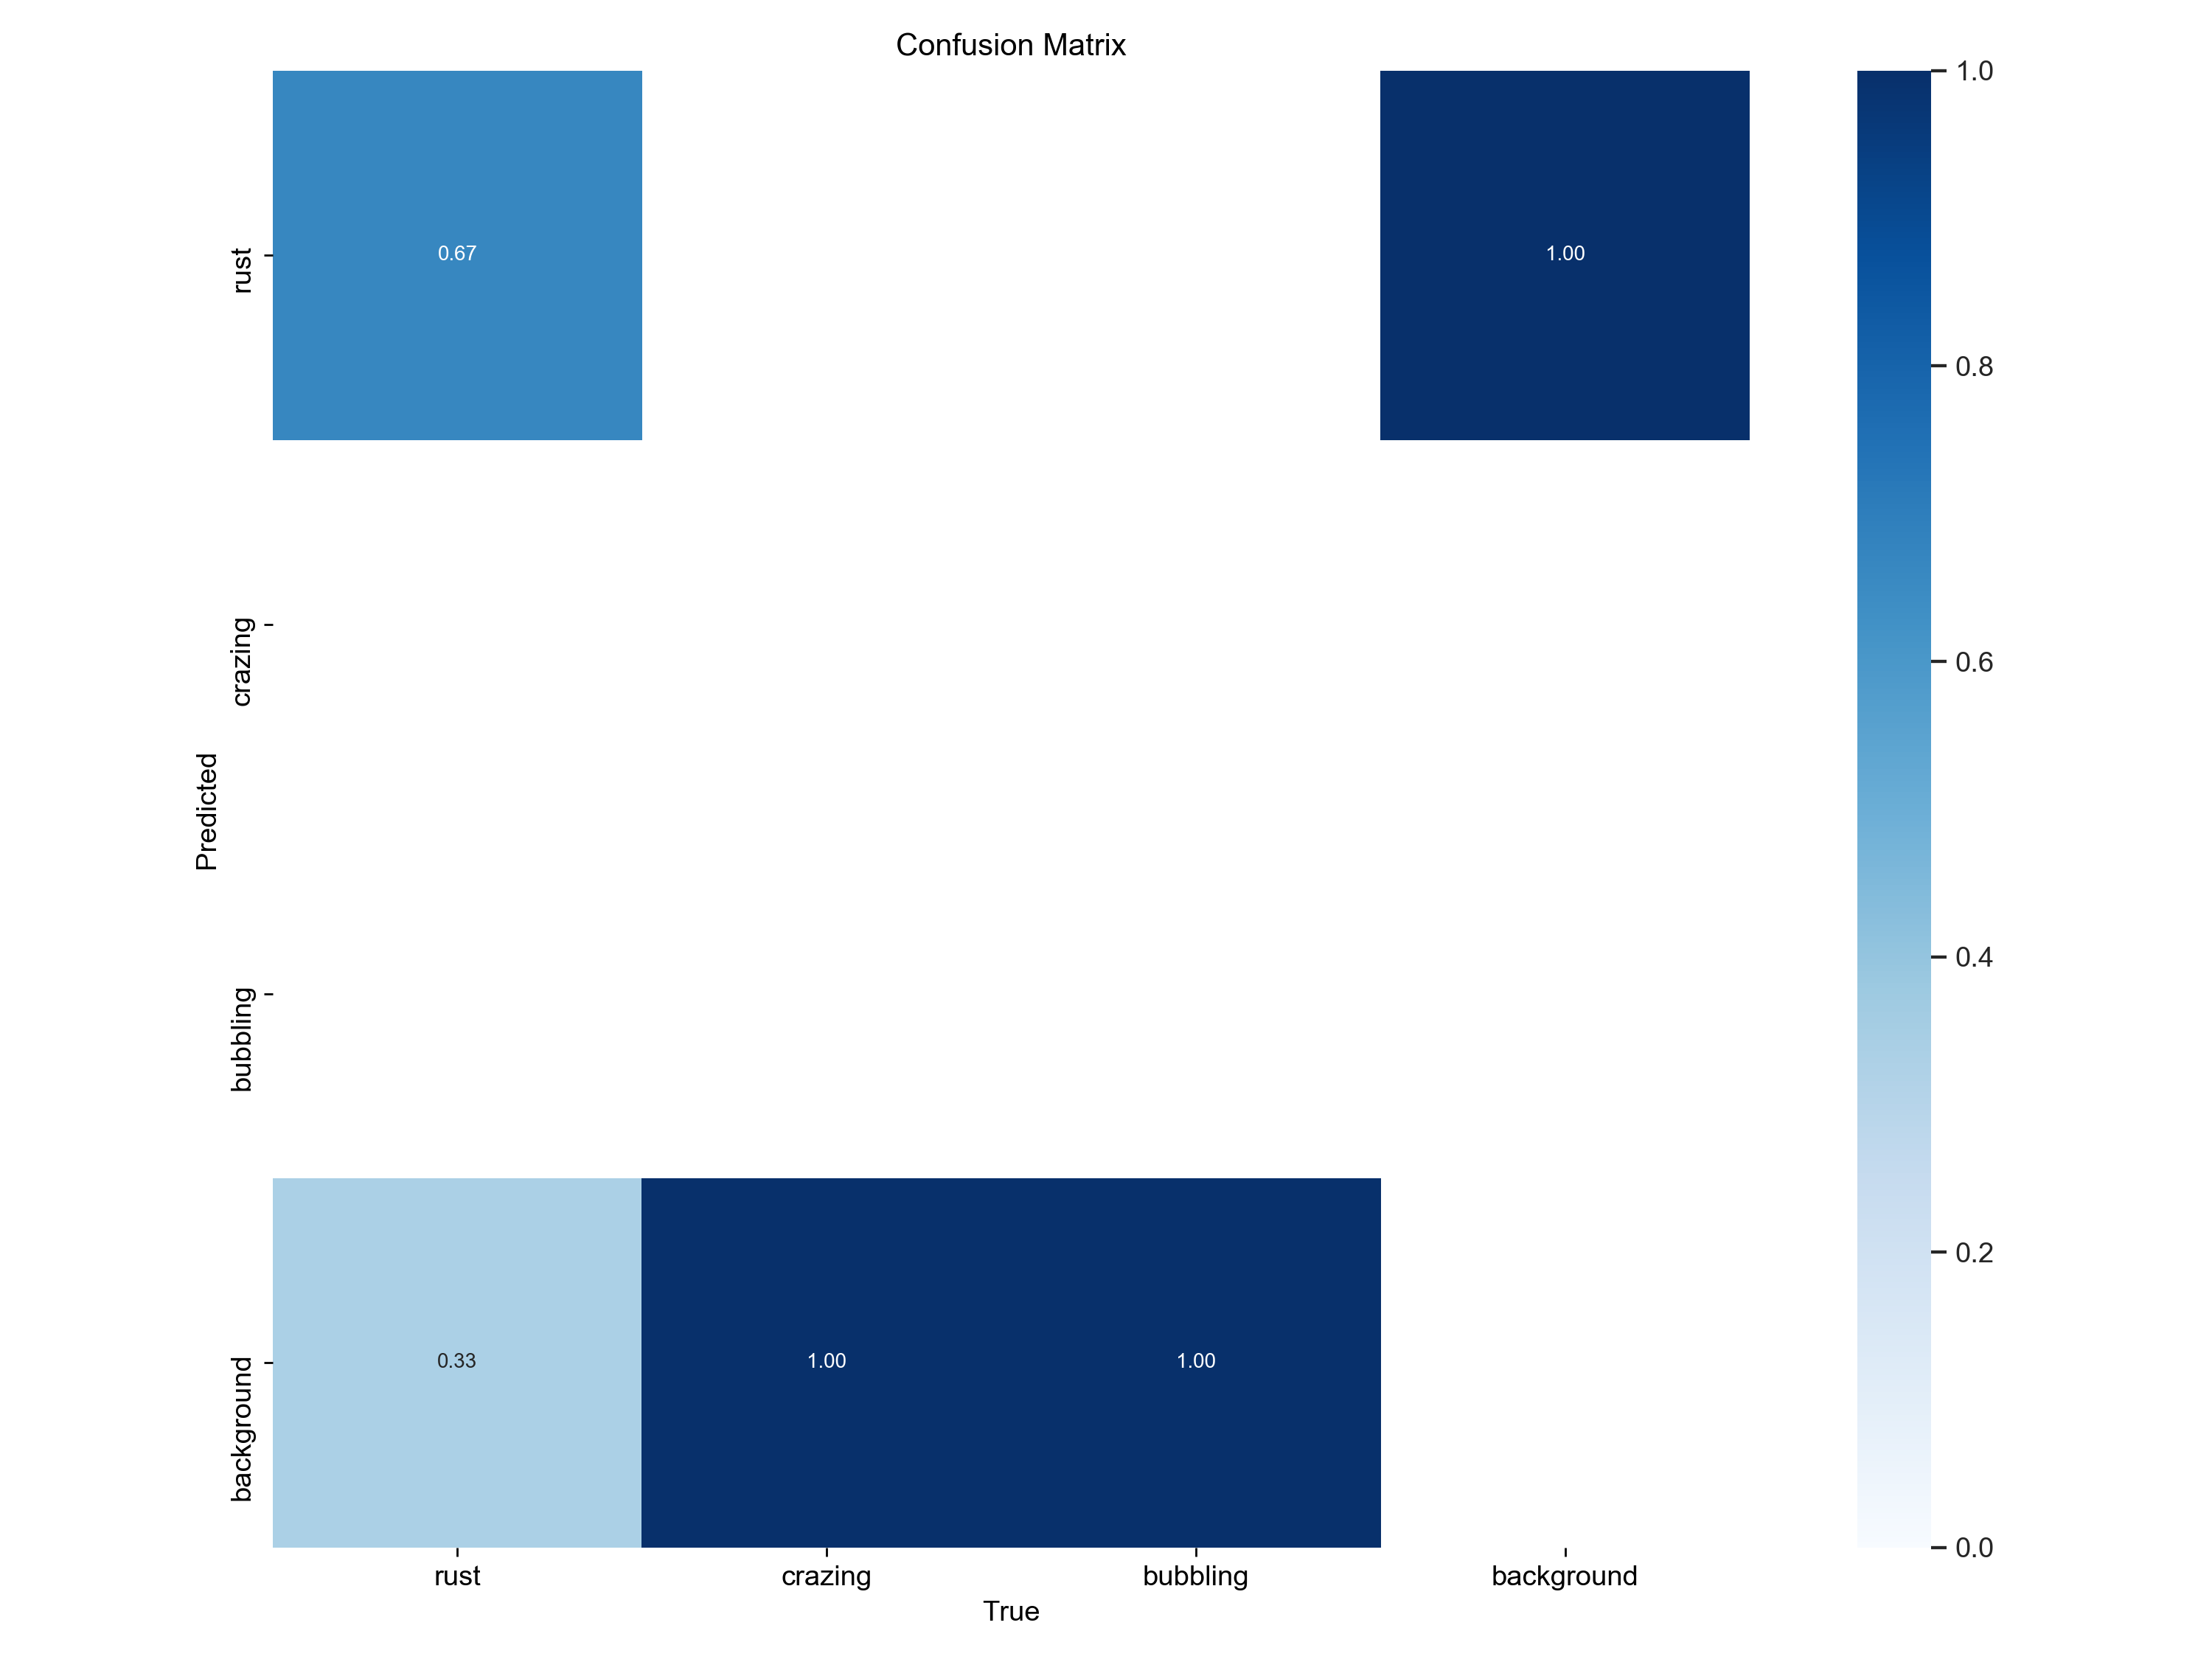 Confusion Matrix
1.0
0.67
1.00
rust
0.8
crazing
0.6
Predicted
0.4
bubbling
0.2
0.33
1.00
1.00
background
0.0
rust
crazing
bubbling
background
True